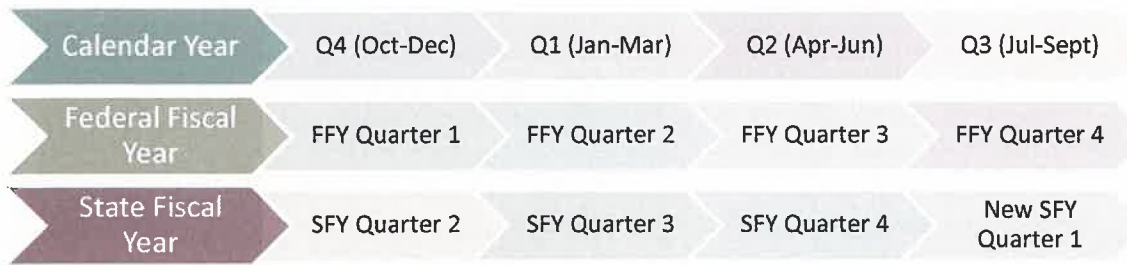 Calendar Year
Q4 (Oct-Dec)
Q1 (Jan-Mar)
Q2 (Apr-Jun)
Q3 (Jul-Sept)
Federal Fiscal
Year
FFY Quarter 1
FFY Quarter 2
FFY Quarter 3
FFY Quarter 4
State Fiscal
Year
SFY Quarter 2
SFY Quarter 3
SFY Quarter 4
New SFY
Quarter 1